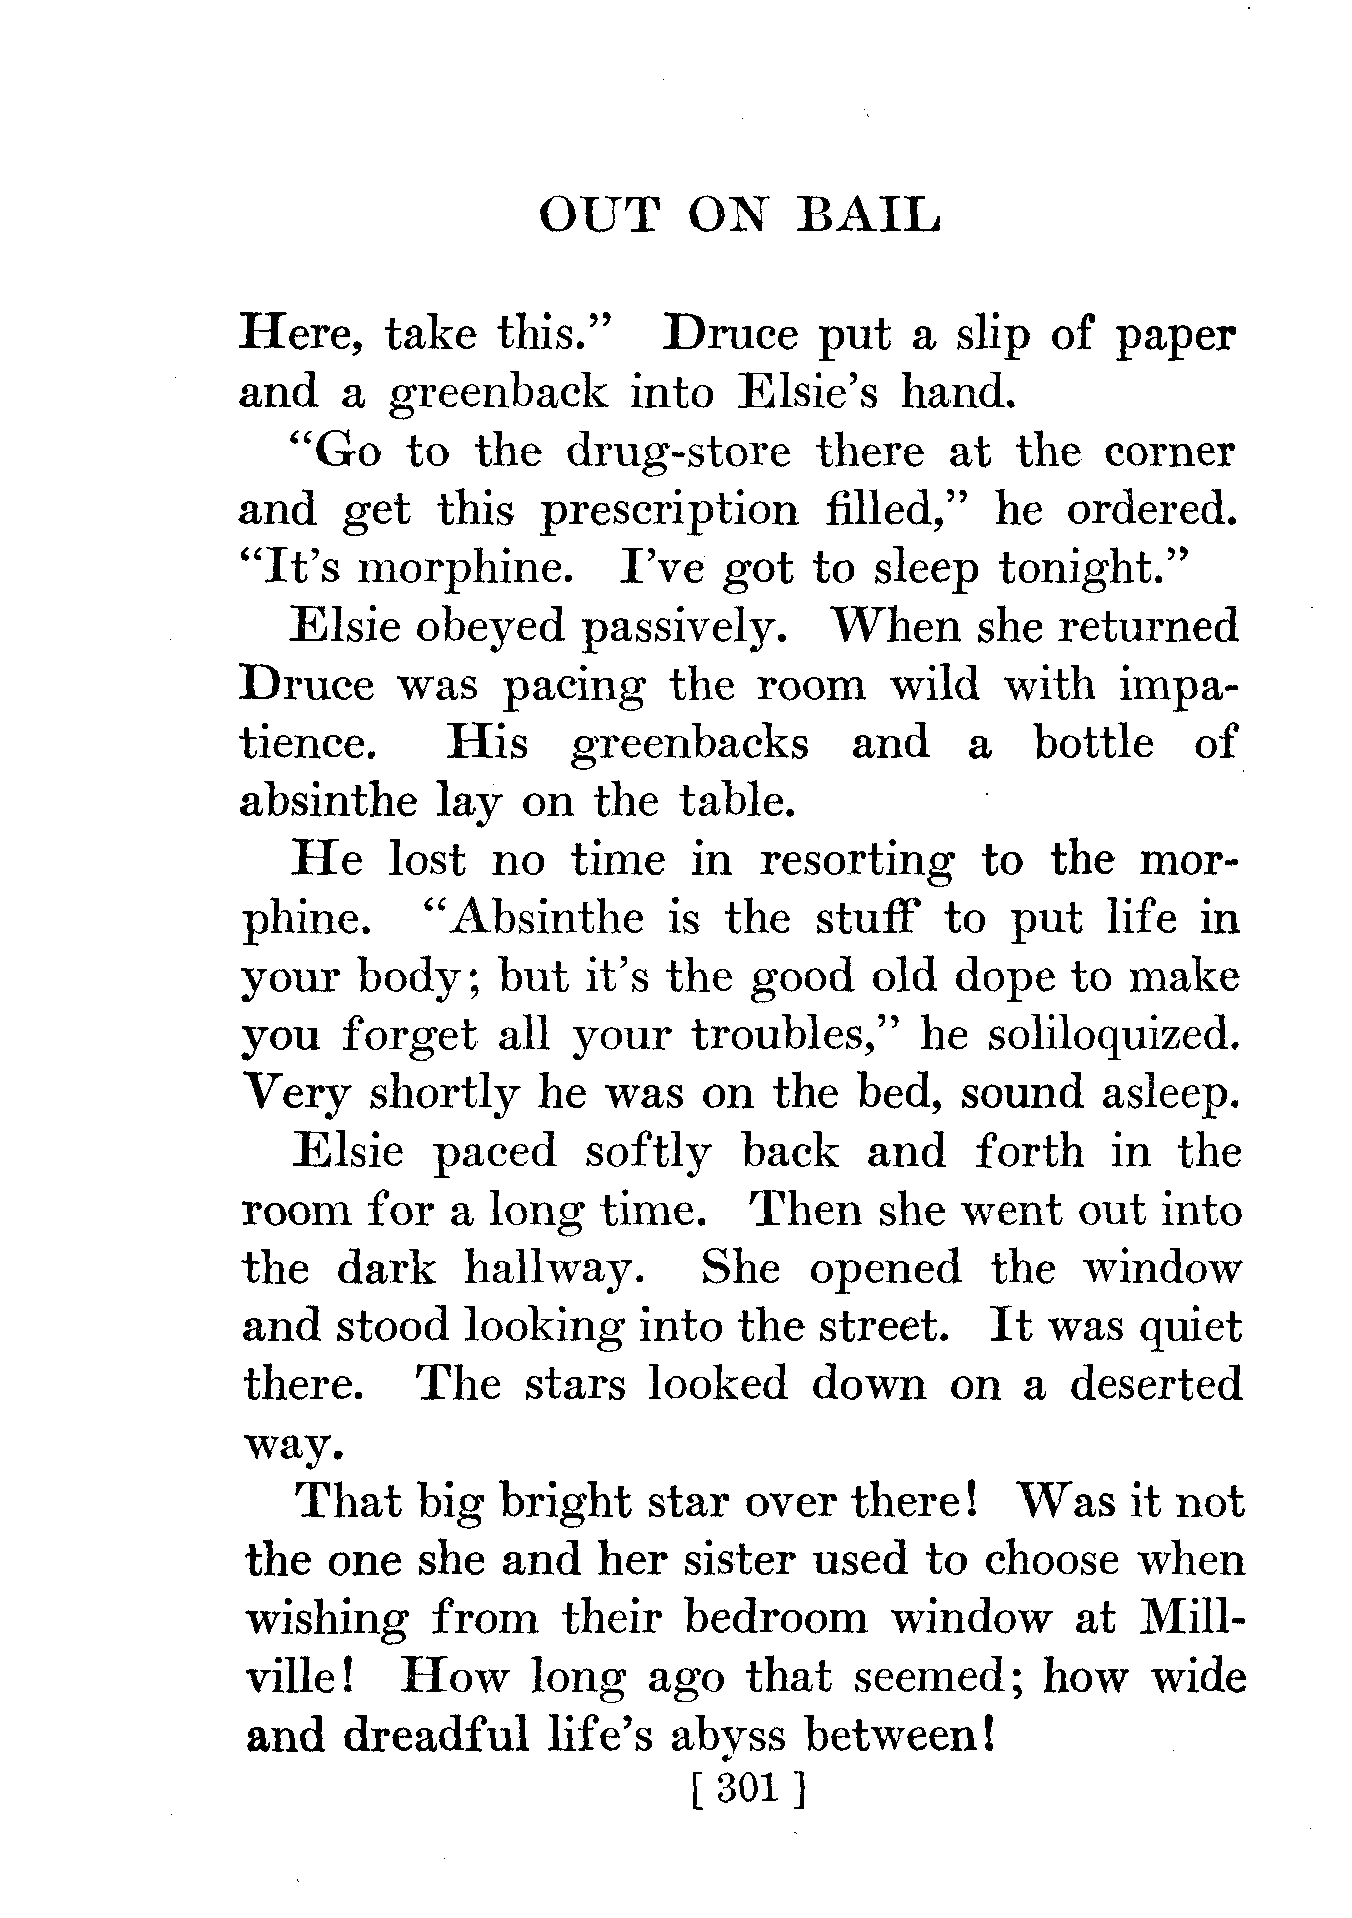 OUT ON BAIL
Here, take this.” Druce put a slip of paper
and a greenback into Elsie’s hand.
“Go to the drug-store there at the corner
and get this prescription filled,” he ordered.
“It’s morphine. I’ve got to sleep tonight.”
Elsie obeyed passively. When she returned
Druce was pacing the room wild with impa-
tience. His greenbacks and a bottle of
absinthe lay on the table.
He lost no time in resorting to the mor-
phine. “Absinthe is the stuff to put life in
your body; but it’s the good old dope to make
you forget all your troubles,” he soliloquized.
Very shortly he was on the bed, sound asleep.
Elsie paced softly back and forth in the
room for a long time. Then she went out into
the dark hallway. She opened the window
and stood looking into the street. It was quiet
there. The stars looked down on a deserted
way.
That big bright star over there! Was it not
the one she and her sister used to choose when
wishing from their bedroom window at Mill-
ville! How long ago that seemed; how wide
and dreadful life’s abyss between!
[ 301 ]